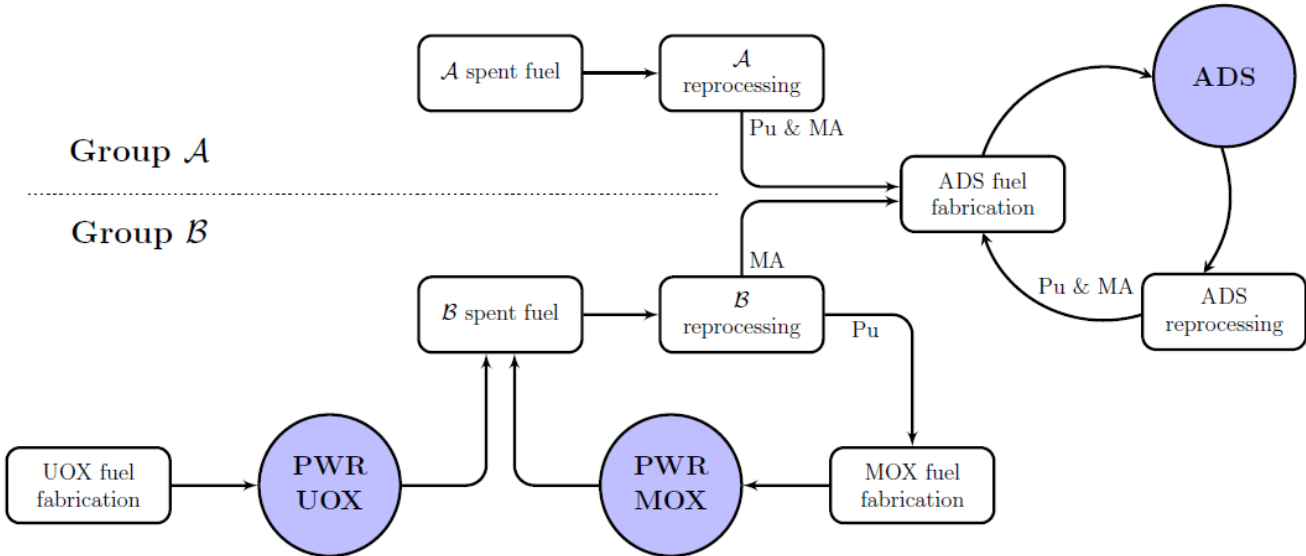 𝒜 spent fuel
𝒜
reprocessing
ADS
Pu & MA
Group 𝒜
ADS fuel
fabrication
Group ℬ
MA
ℬ spent fuel
ℬ
reprocessing
Pu
Pu & MA
ADS
reprocessing
UOX fuel
fabrication
PWR
UOX
PWR
MOX
MOX fuel
fabrication